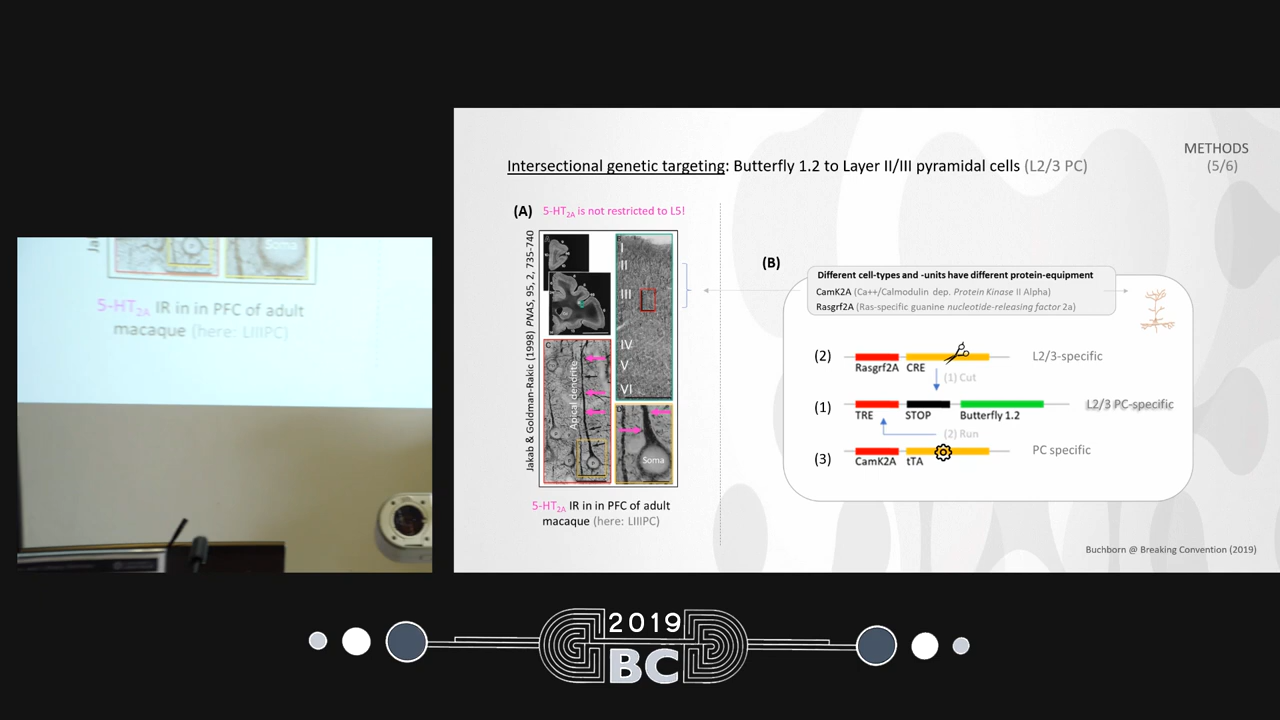 Soma
5-HT2A IR in in PFC of adult
macaque (here: LIIIPC)
METHODS
(5/6)
Intersectional genetic targeting: Butterfly 1.2 to Layer II/III pyramidal cells (L2/3 PC)
(A) 5-HT2A is not restricted to L5!
Jakab & Goldman-Rakic (1998) PNAS, 95, 2, 735-740
I
II
III
IV
V
VI
C
Apical dendrite
Soma
5-HT2A IR in in PFC of adult
macaque (here: LIIIPC)
(B)
Different cell-types and -units have different protein-equipment
CamK2A (Ca++/Calmodulin dep. Protein Kinase II Alpha)
Rasgrf2A (Ras-specific guanine nucleotide-releasing factor 2a)
(2) Rasgrf2A CRE L2/3-specific
(1) Cut
(1) TRE STOP Butterfly 1.2 L2/3 PC-specific
(2) Run
(3) CamK2A tTA PC specific
Buchborn @ Breaking Convention (2019)
2019
BC